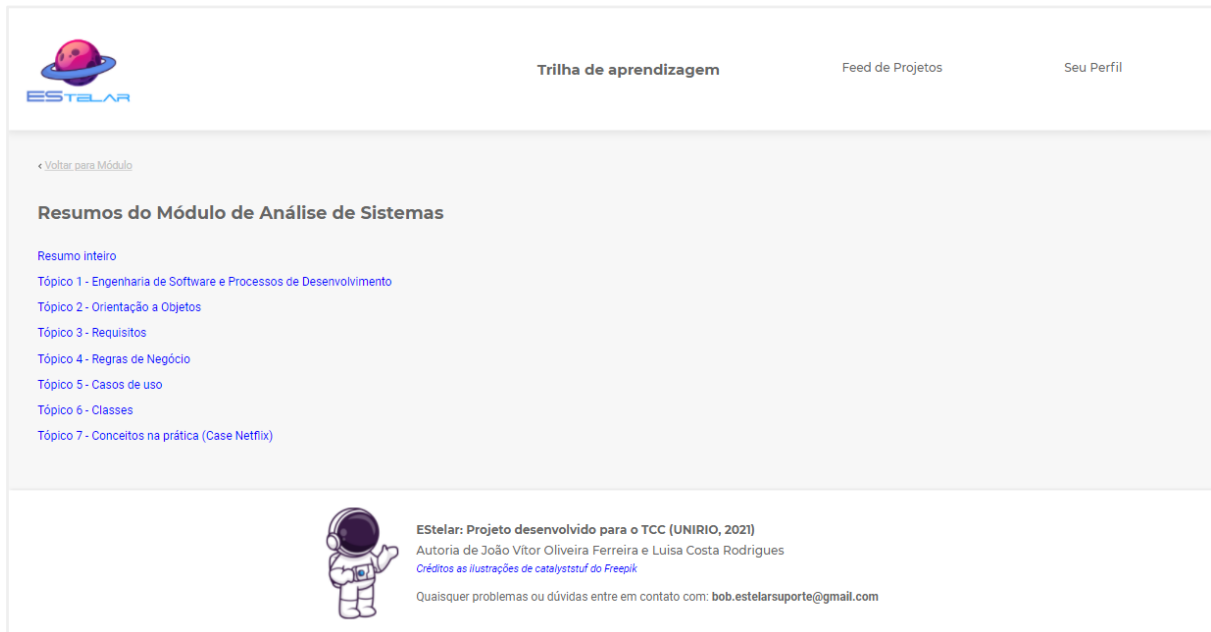 EStelar
Trilha de aprendizagem
Feed de Projetos
Seu Perfil
‹ Voltar para Módulo
Resumos do Módulo de Análise de Sistemas
Resumo inteiro
Tópico 1 - Engenharia de Software e Processos de Desenvolvimento
Tópico 2 - Orientação a Objetos
Tópico 3 - Requisitos
Tópico 4 - Regras de Negócio
Tópico 5 - Casos de uso
Tópico 6 - Classes
Tópico 7 - Conceitos na prática (Case Netflix)
EStelar: Projeto desenvolvido para o TCC (UNIRIO, 2021)
Autoria de João Vítor Oliveira Ferreira e Luisa Costa Rodrigues
Créditos as ilustrações de catalyststuf do Freepik
Quaisquer problemas ou dúvidas entre em contato com: bob.estelarsuporte@gmail.com